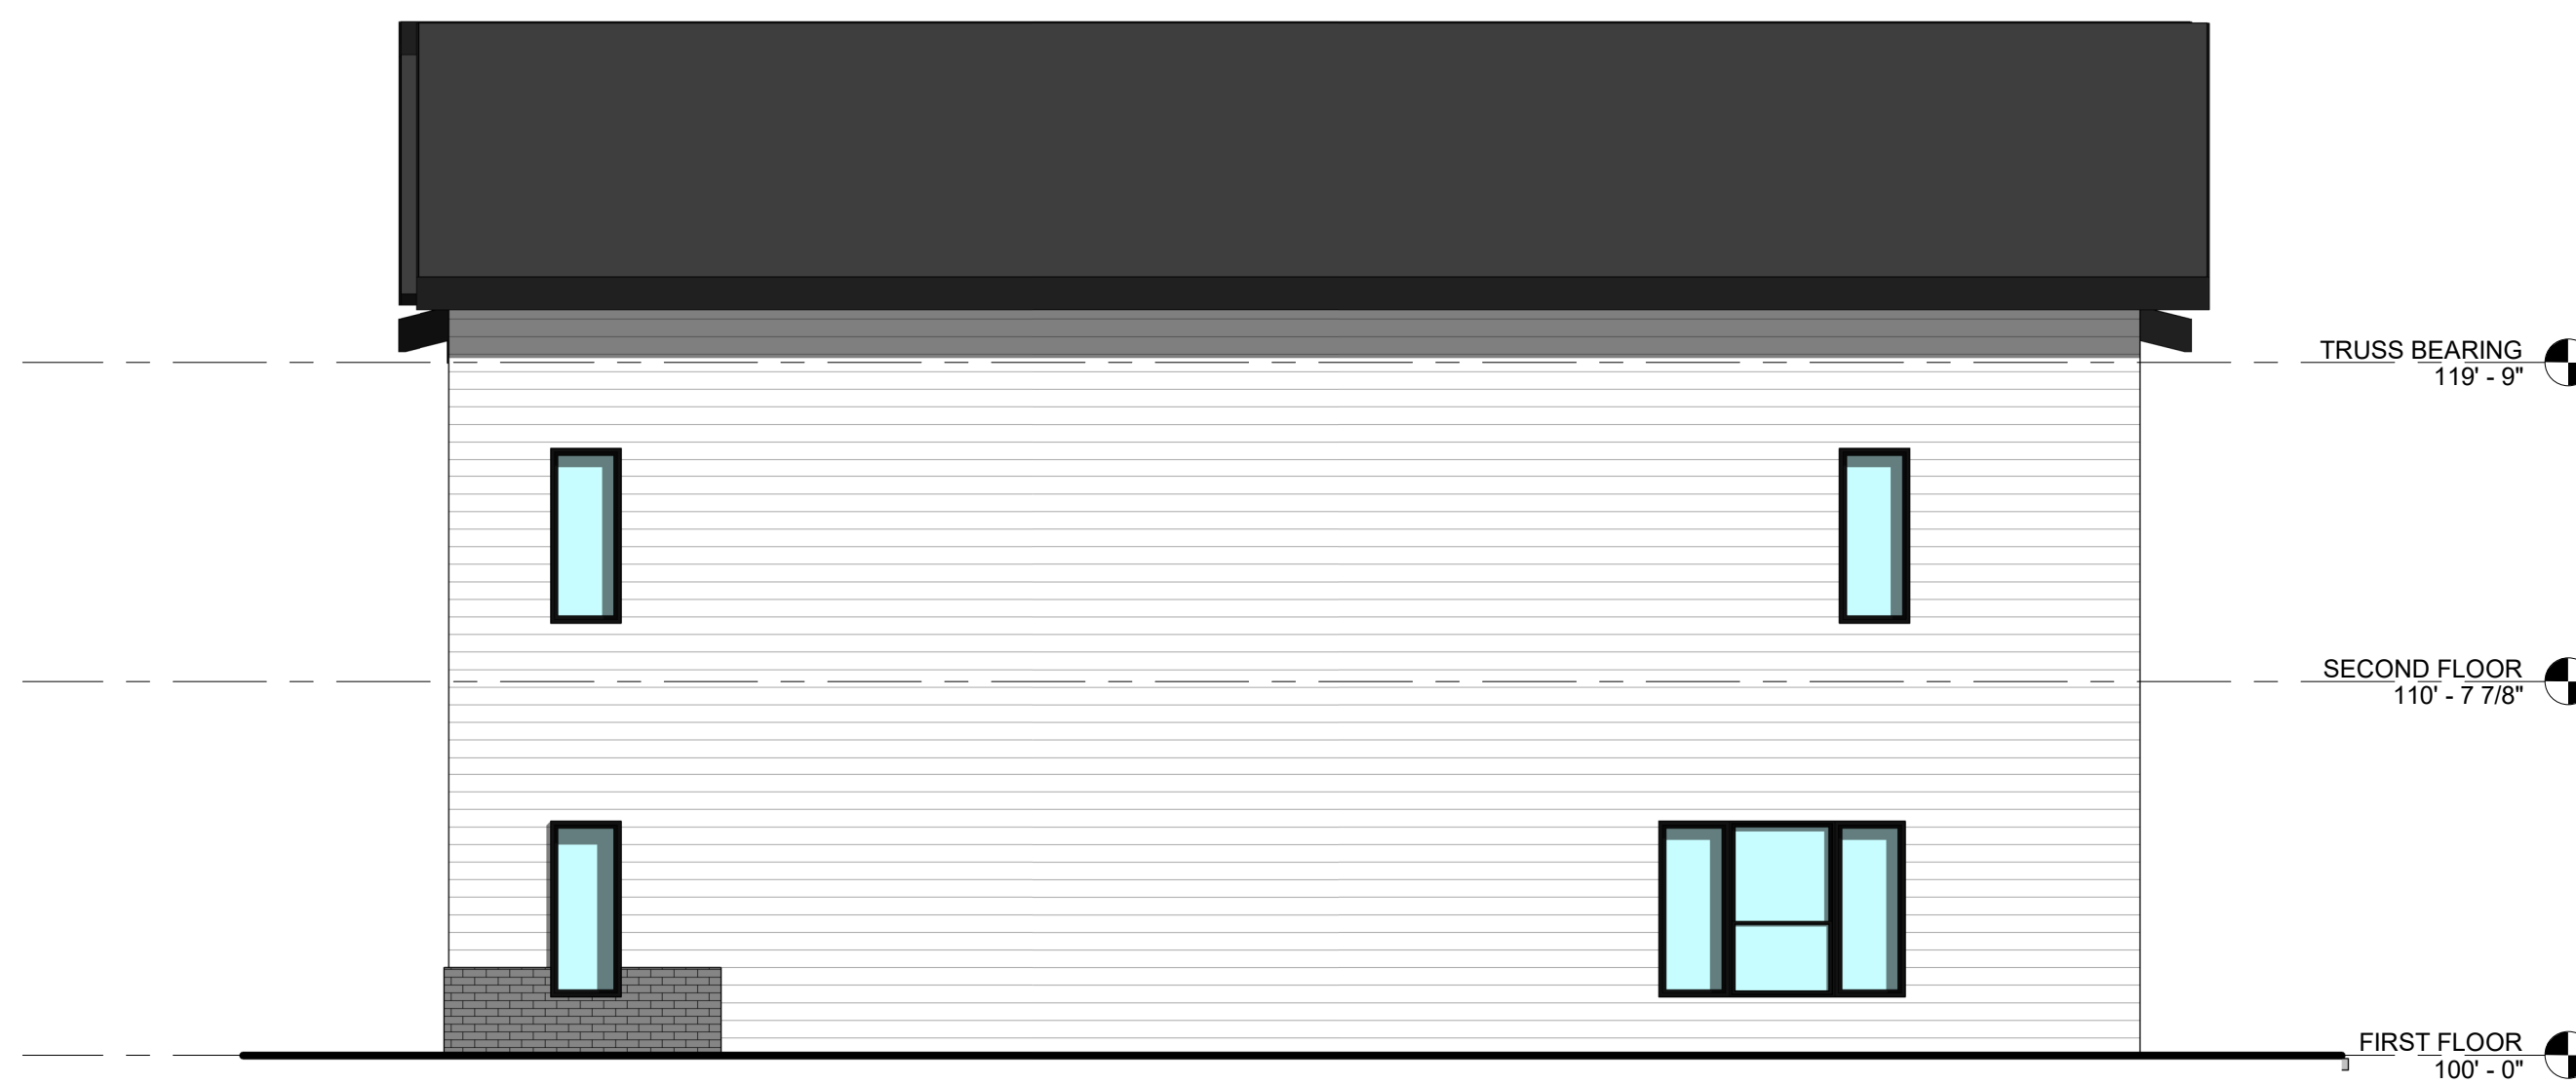 TRUSS BEARING
119' - 9"
SECOND FLOOR
110' - 7 7/8"
FIRST FLOOR
100' - 0"